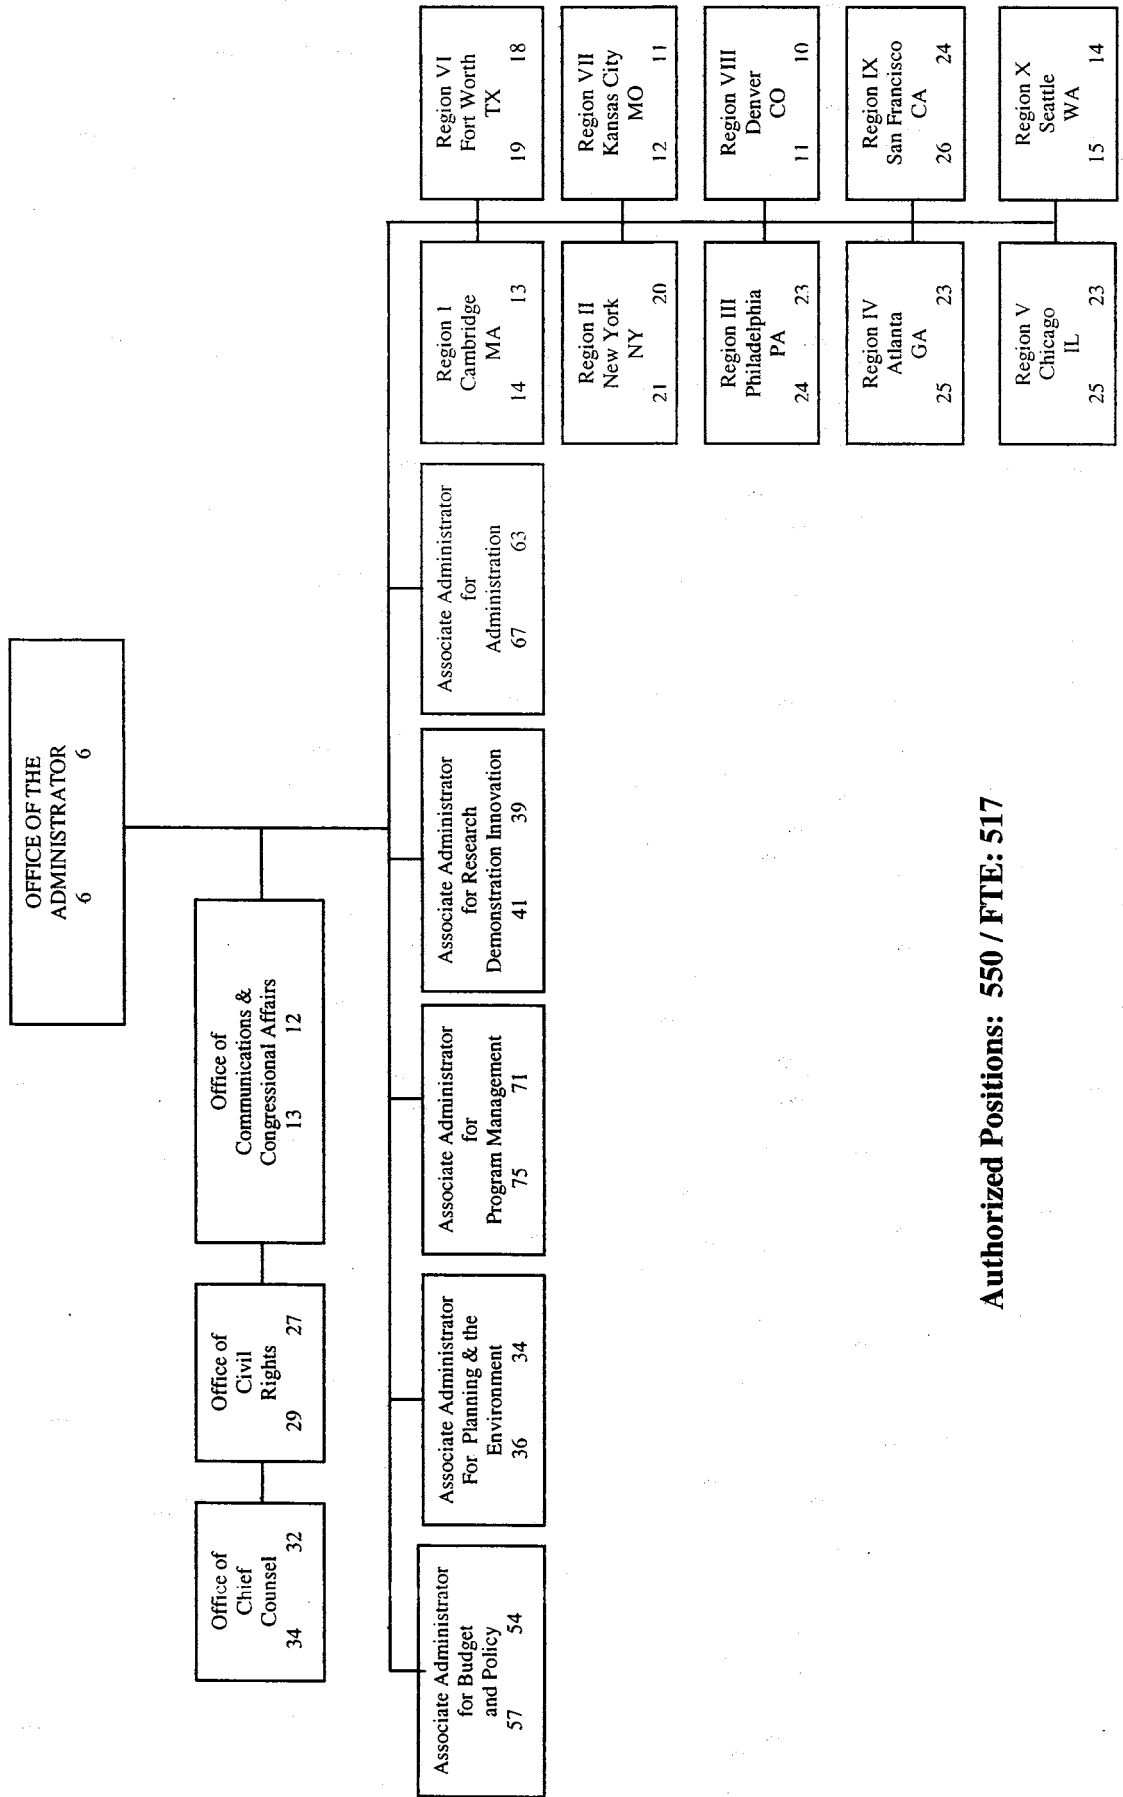 OFFICE OF THE
ADMINISTRATOR
6 6
Office of
Chief
Counsel
34 32
Office of
Civil
Rights
29 27
Office of
Communications &
Congressional Affairs
13 12
Associate Administrator
for Budget
and Policy
57 54
Associate Administrator
For Planning & the
Environment
36 34
Associate Administrator
for
Program Management
75 71
Associate Administrator
for Research
Demonstration Innovation
41 39
Associate Administrator
for
Administration
67 63
Region I
Cambridge
MA
14 13
Region VI
Fort Worth
TX
19 18
Region II
New York
NY
21 20
Region VII
Kansas City
MO
12 11
Region III
Philadelphia
PA
24 23
Region VIII
Denver
CO
11 10
Region IV
Atlanta
GA
25 23
Region IX
San Francisco
CA
26 24
Region V
Chicago
IL
25 23
Region X
Seattle
WA
15 14
Authorized Positions: 550 / FTE: 517